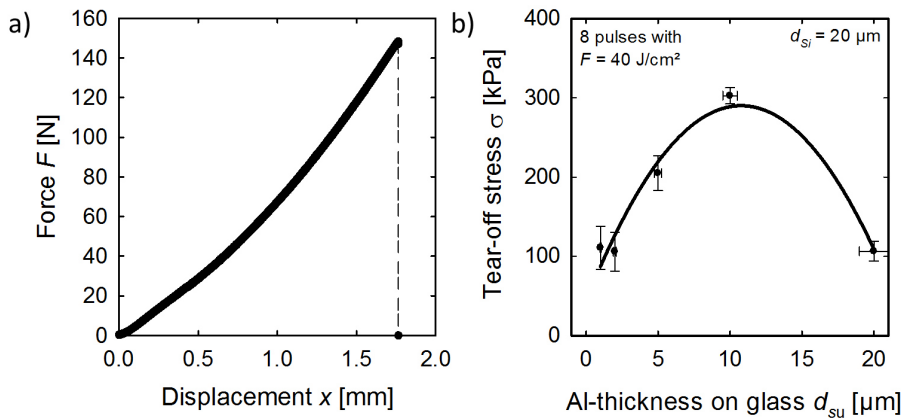 a)
160
140
120
100
80
60
40
20
0
Force F [N]
0.0 0.5 1.0 1.5 2.0
Displacement x [mm]
b)
400
300
200
100
0
Tear-off stress σ [kPa]
8 pulses with
F = 40 J/cm²
d_Si = 20 µm
0 5 10 15 20
Al-thickness on glass d_su [µm]